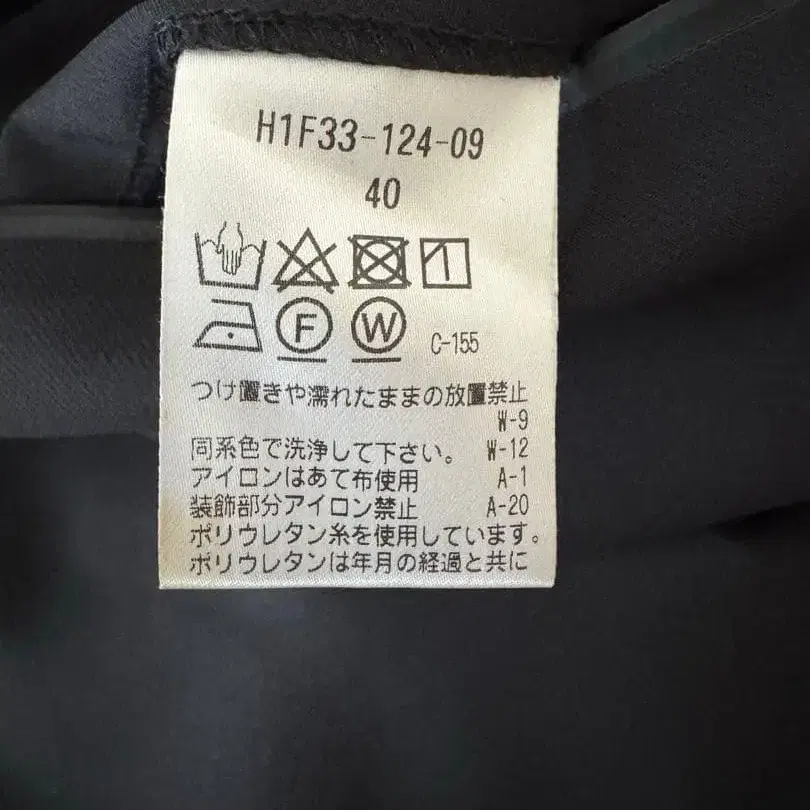 H1F33-124-09
40
F W C-155
つけ置きや濡れたままの放置禁止
W-9
同系色で洗浄して下さい。 W-12
アイロンはあて布使用 A-1
装飾部分アイロン禁止 A-20
ポリウレタン糸を使用しています。
ポリウレタンは年月の経過と共に